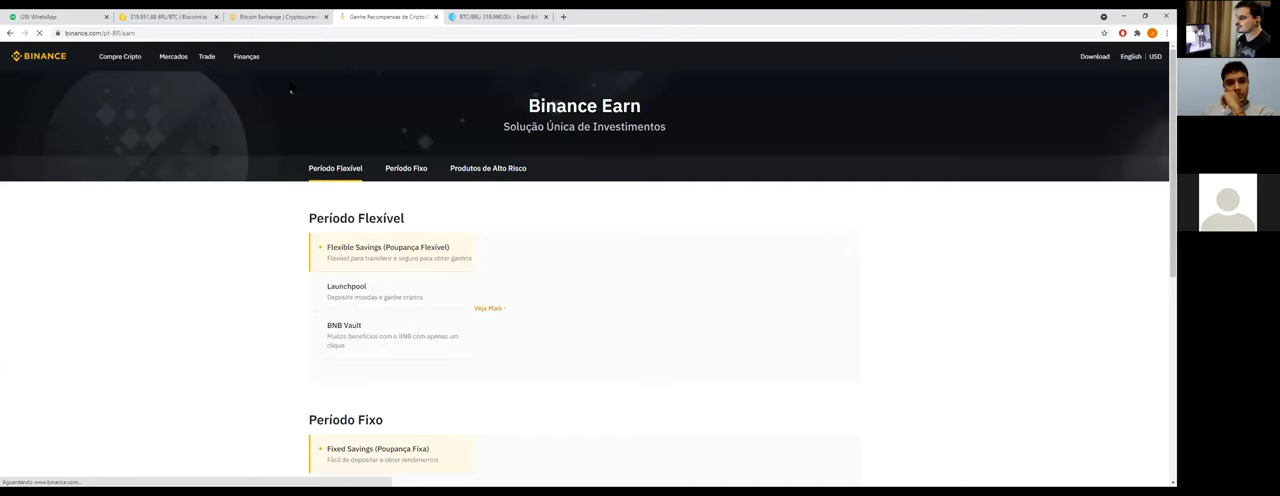 (29) WhatsApp
319.951,88 BRL/BTC | Biscoint.io
Bitcoin Exchange | Cryptocurren
Ganhe Recompensas de Cripto D
BTC/BRL: 319.990,00 - Brasil Bit
binance.com/pt-BR/earn
BINANCE
Compre Cripto
Mercados
Trade
Finanças
Download
English | USD
Binance Earn
Solução Única de Investimentos
Período Flexível
Período Fixo
Produtos de Alto Risco
Período Flexível
Flexible Savings (Poupança Flexível)
Flexível para transferir e seguro para obter ganhos
Launchpool
Deposite moedas e ganhe criptos
Veja Mais
BNB Vault
Muitos benefícios com o BNB com apenas um
clique
Período Fixo
Fixed Savings (Poupança Fixa)
Fácil de depositar e obter rendimentos
Aguardando www.binance.com...